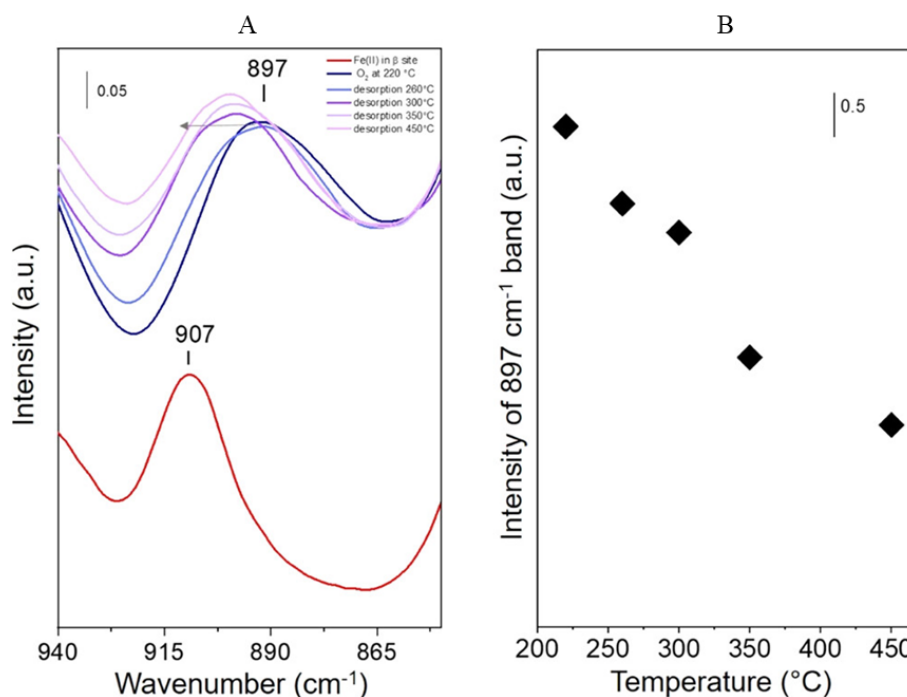 A
B
0.05
897
Fe(II) in β site
O₂ at 220 °C
desorption 260°C
desorption 300°C
desorption 350°C
desorption 450°C
907
Intensity (a.u.)
940
915
890
865
Wavenumber (cm⁻¹)
0.5
Intensity of 897 cm⁻¹ band (a.u.)
200
250
300
350
400
450
Temperature (°C)